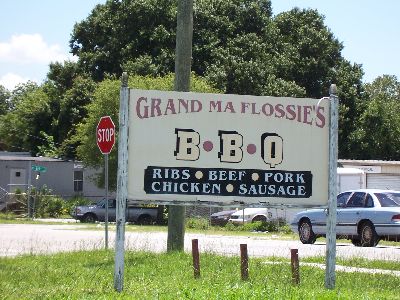 GRAND MA FLOSSIE'S
B•B•Q
RIBS • BEEF • PORK
CHICKEN • SAUSAGE
STOP